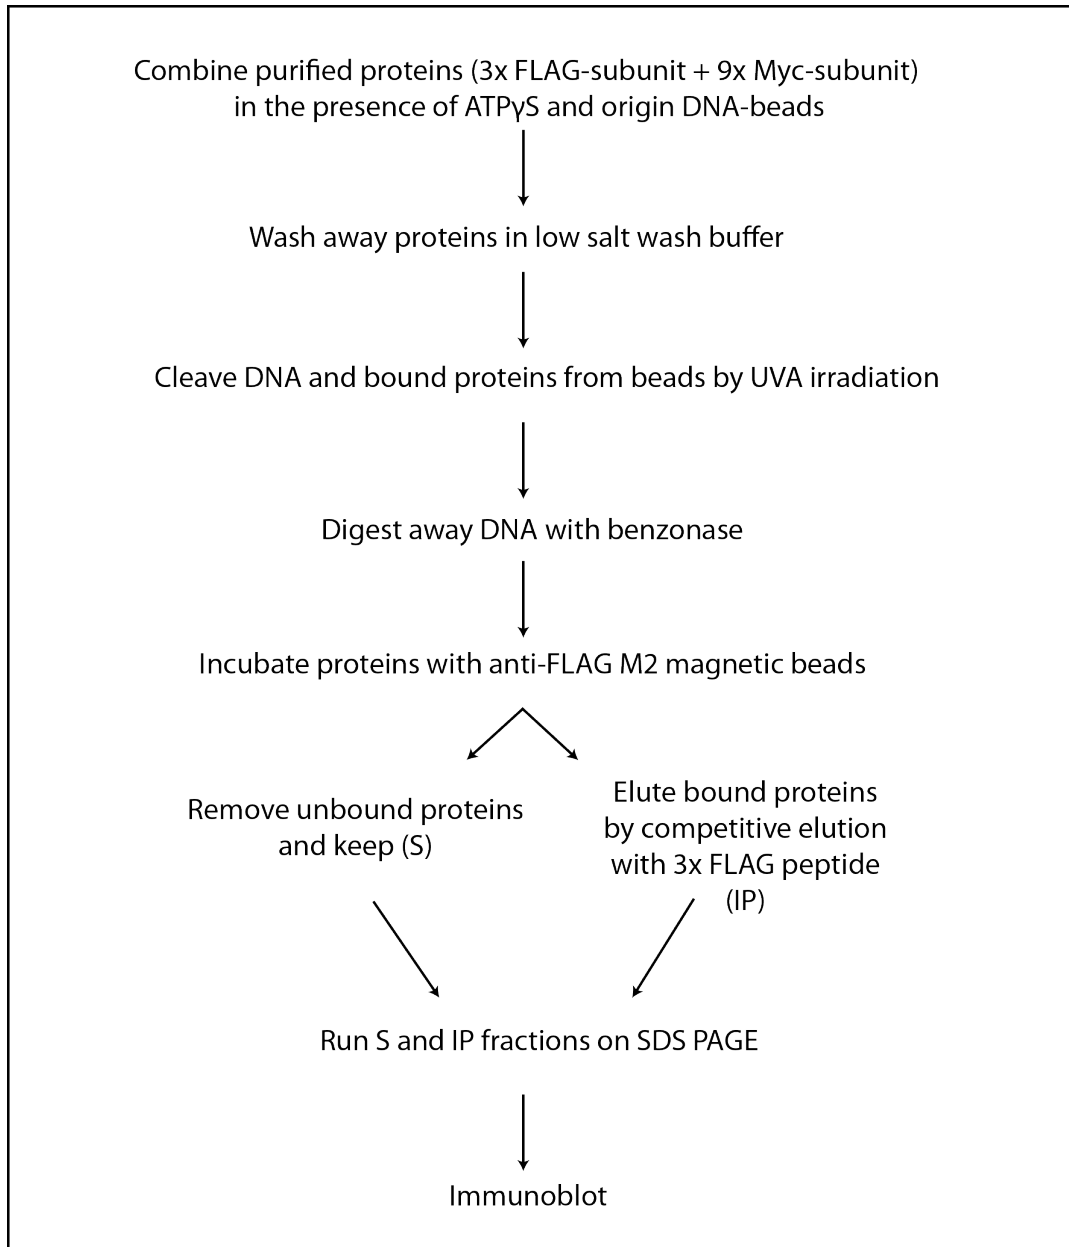 Combine purified proteins (3x FLAG-subunit + 9x Myc-subunit)
in the presence of ATPγS and origin DNA-beads
Wash away proteins in low salt wash buffer
Cleave DNA and bound proteins from beads by UVA irradiation
Digest away DNA with benzonase
Incubate proteins with anti-FLAG M2 magnetic beads
Remove unbound proteins
and keep (S)
Elute bound proteins
by competitive elution
with 3x FLAG peptide
(IP)
Run S and IP fractions on SDS PAGE
Immunoblot